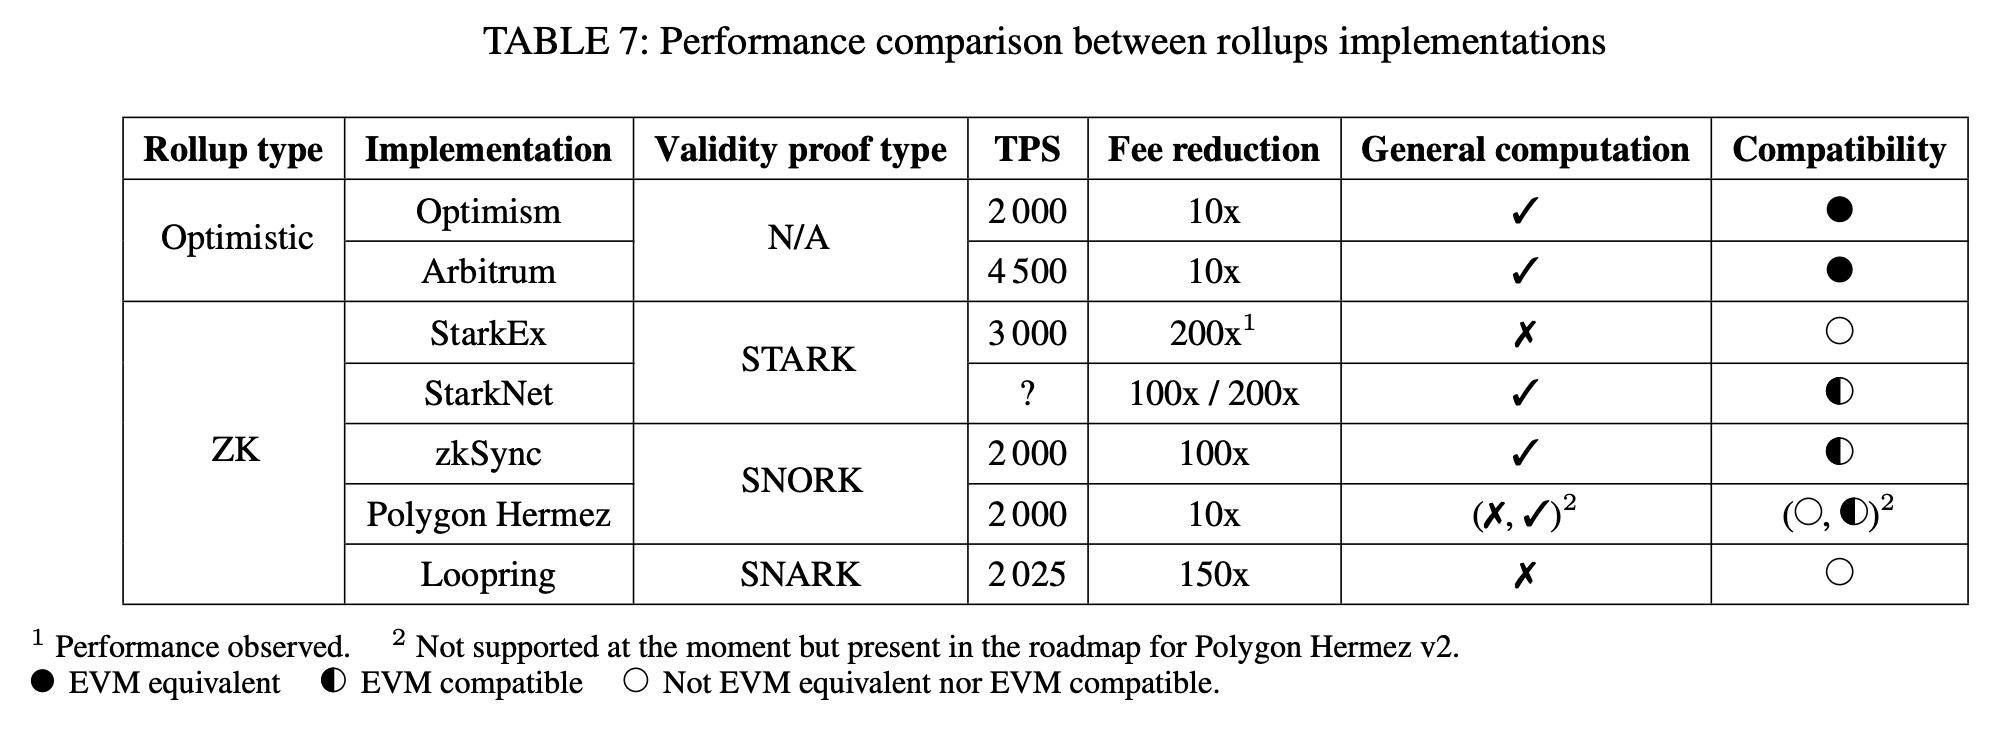 TABLE 7: Performance comparison between rollups implementations
Rollup type Implementation Validity proof type TPS Fee reduction General computation Compatibility
Optimistic Optimism N/A 2 000 10x ✓ ●
Arbitrum 4 500 10x ✓ ●
ZK StarkEx STARK 3 000 200x¹ ✗ ○
StarkNet ? 100x / 200x ✓ ◐
zkSync SNORK 2 000 100x ✓ ◐
Polygon Hermez 2 000 10x (✗, ✓)² (○, ◐)²
Loopring SNARK 2 025 150x ✗ ○
¹ Performance observed. ² Not supported at the moment but present in the roadmap for Polygon Hermez v2.
● EVM equivalent ◐ EVM compatible ○ Not EVM equivalent nor EVM compatible.